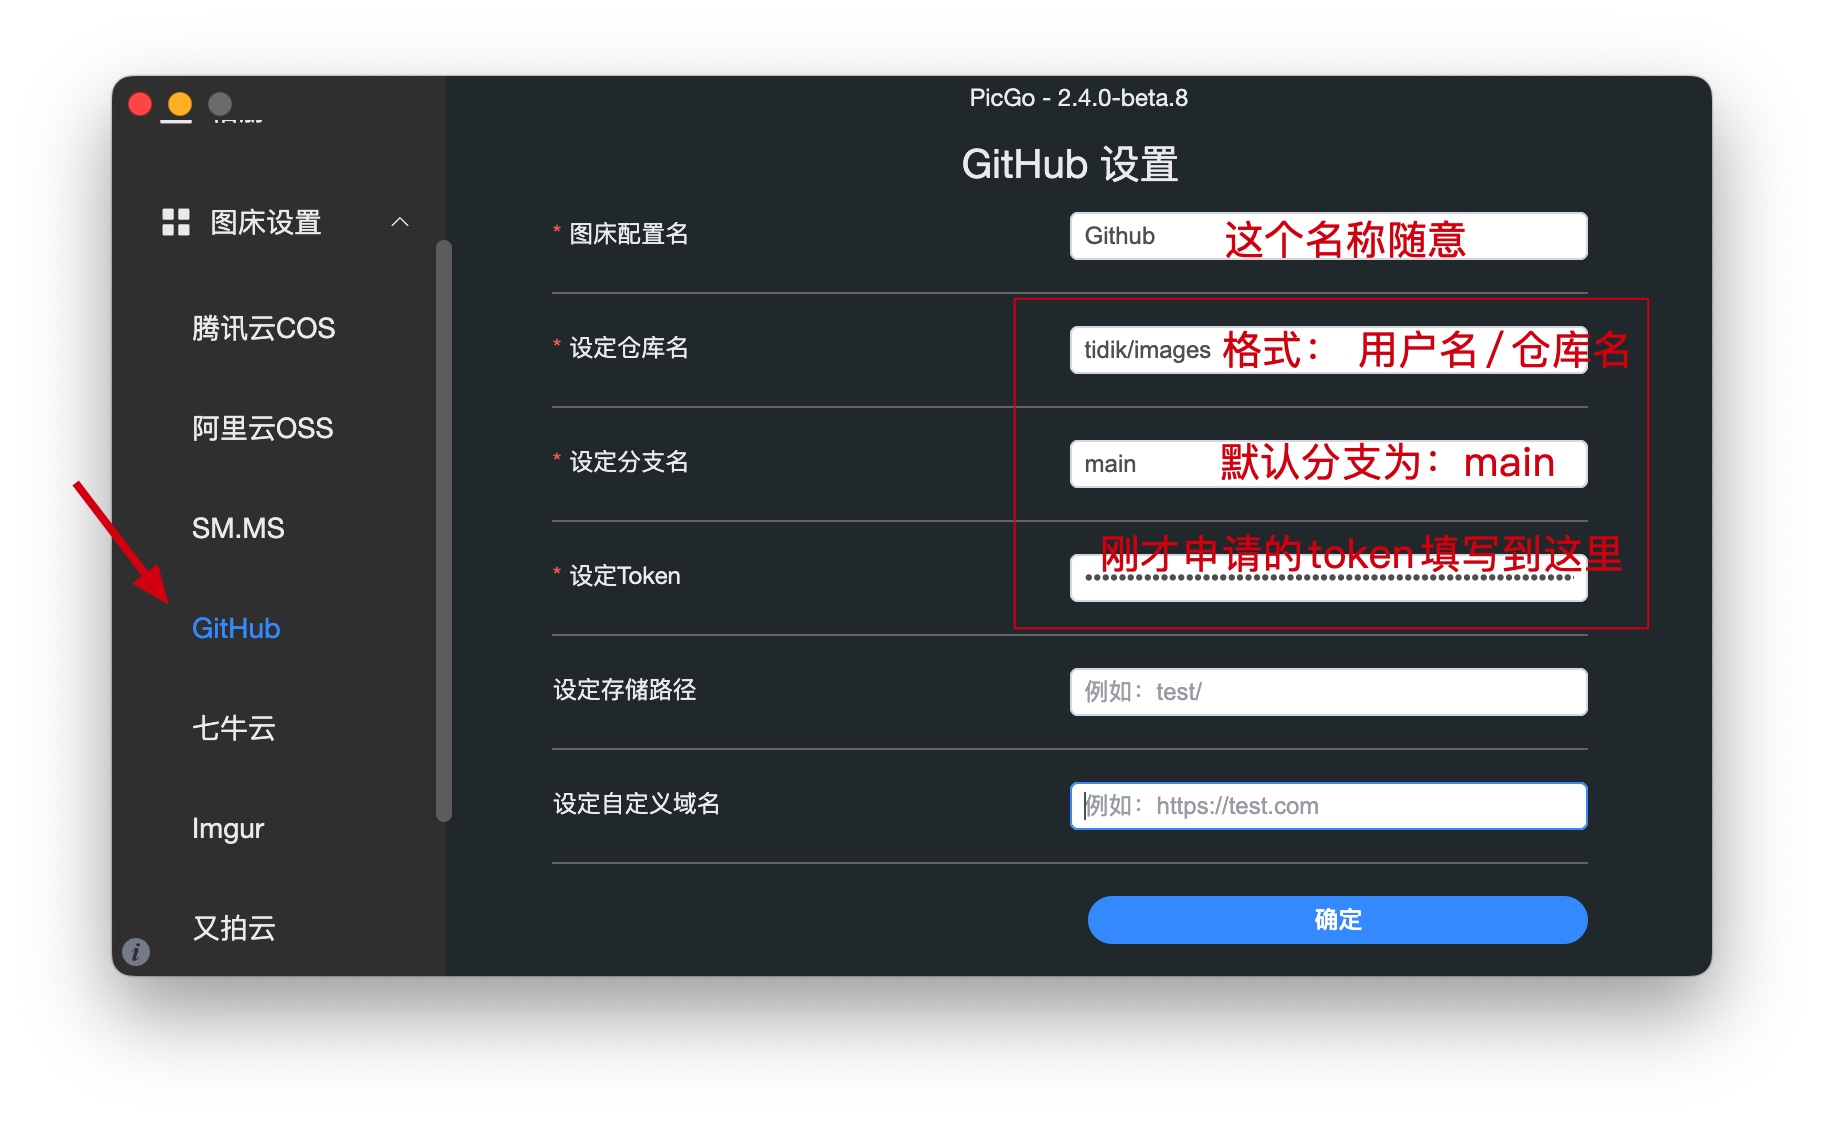 PicGo - 2.4.0-beta.8
图床设置
腾讯云COS
阿里云OSS
SM.MS
GitHub
七牛云
Imgur
又拍云
GitHub 设置
* 图床配置名
Github 这个名称随意
* 设定仓库名
tidik/images 格式： 用户名/仓库名
* 设定分支名
main 默认分支为：main
刚才申请的token填写到这里
* 设定Token
设定存储路径
例如：test/
设定自定义域名
例如：https://test.com
确定